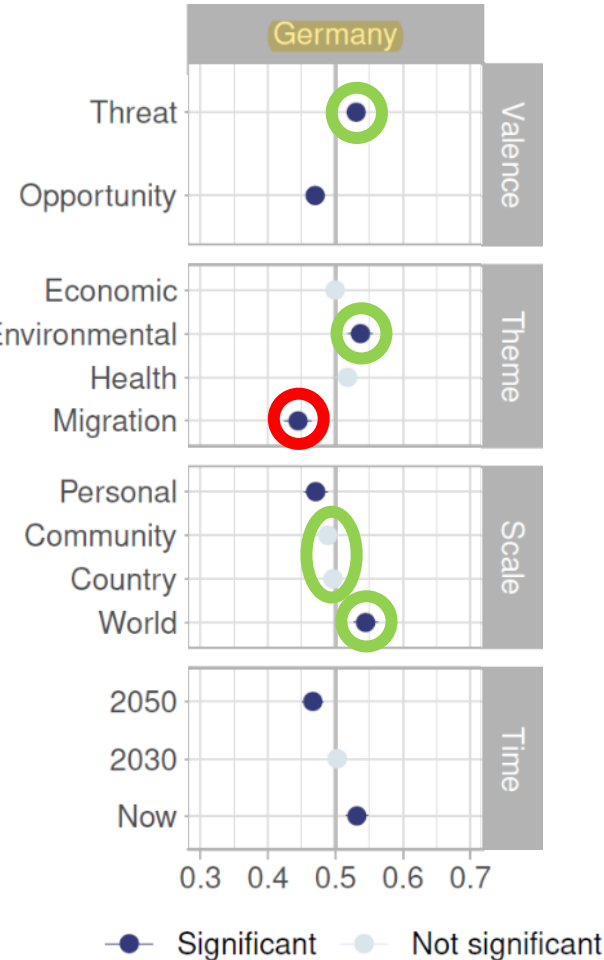 Germany
Threat
Opportunity
Valence
Economic
Environmental
Health
Migration
Theme
Personal
Community
Country
World
Scale
2050
2030
Now
Time
0.3 0.4 0.5 0.6 0.7
Significant Not significant